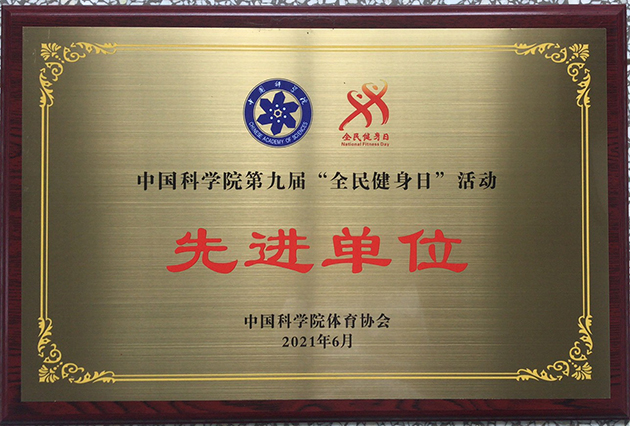 中国科学院
CHINESE ACADEMY OF SCIENCES
全民健身日
National Fitness Day
中国科学院第九届“全民健身日”活动
先进单位
中国科学院体育协会
2021年6月